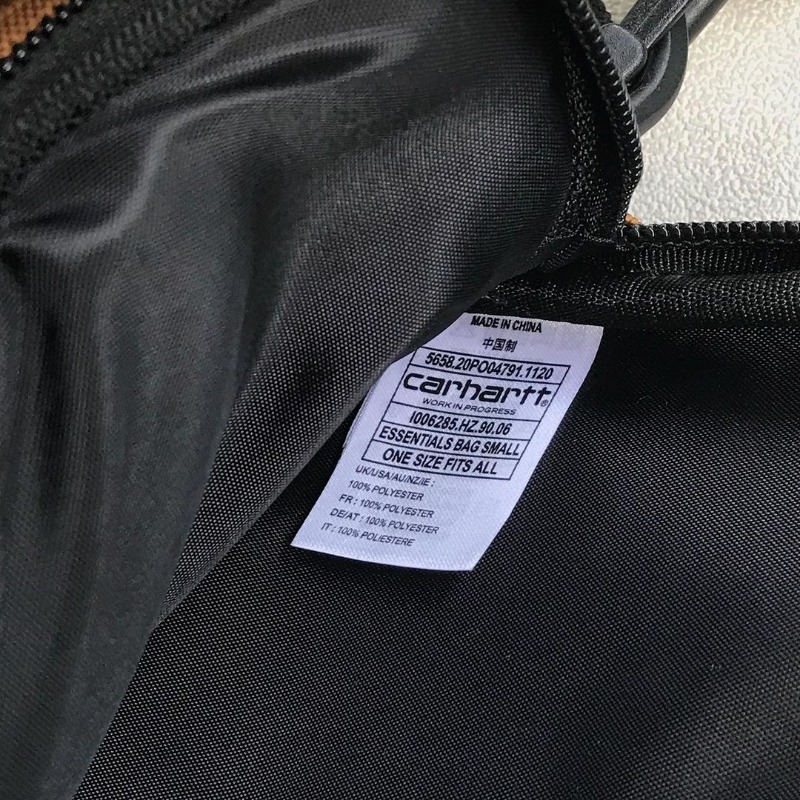 MADE IN CHINA
中国制
5658.20PO04791.1120
carhartt®
WORK IN PROGRESS
I006285.HZ.90.06
ESSENTIALS BAG SMALL
ONE SIZE FITS ALL
UK/USA/AU/NZ/IE :
100% POLYESTER
FR : 100% POLYESTER
DE/AT : 100% POLYESTER
IT : 100% POLIESTERE